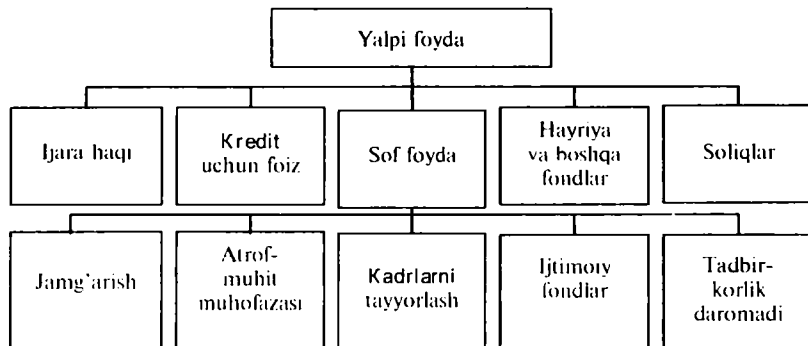 Yalpi foyda
Ijara haqi
Kredit
uchun foiz
Sof foyda
Hayriya
va boshqa
fondlar
Soliqlar
Jamg'arish
Atrof-
muhit
muhofazası
Kadrlarni
tayyorlash
Ijtimoiy
fondlar
Tadbir-
korlik
daromadi